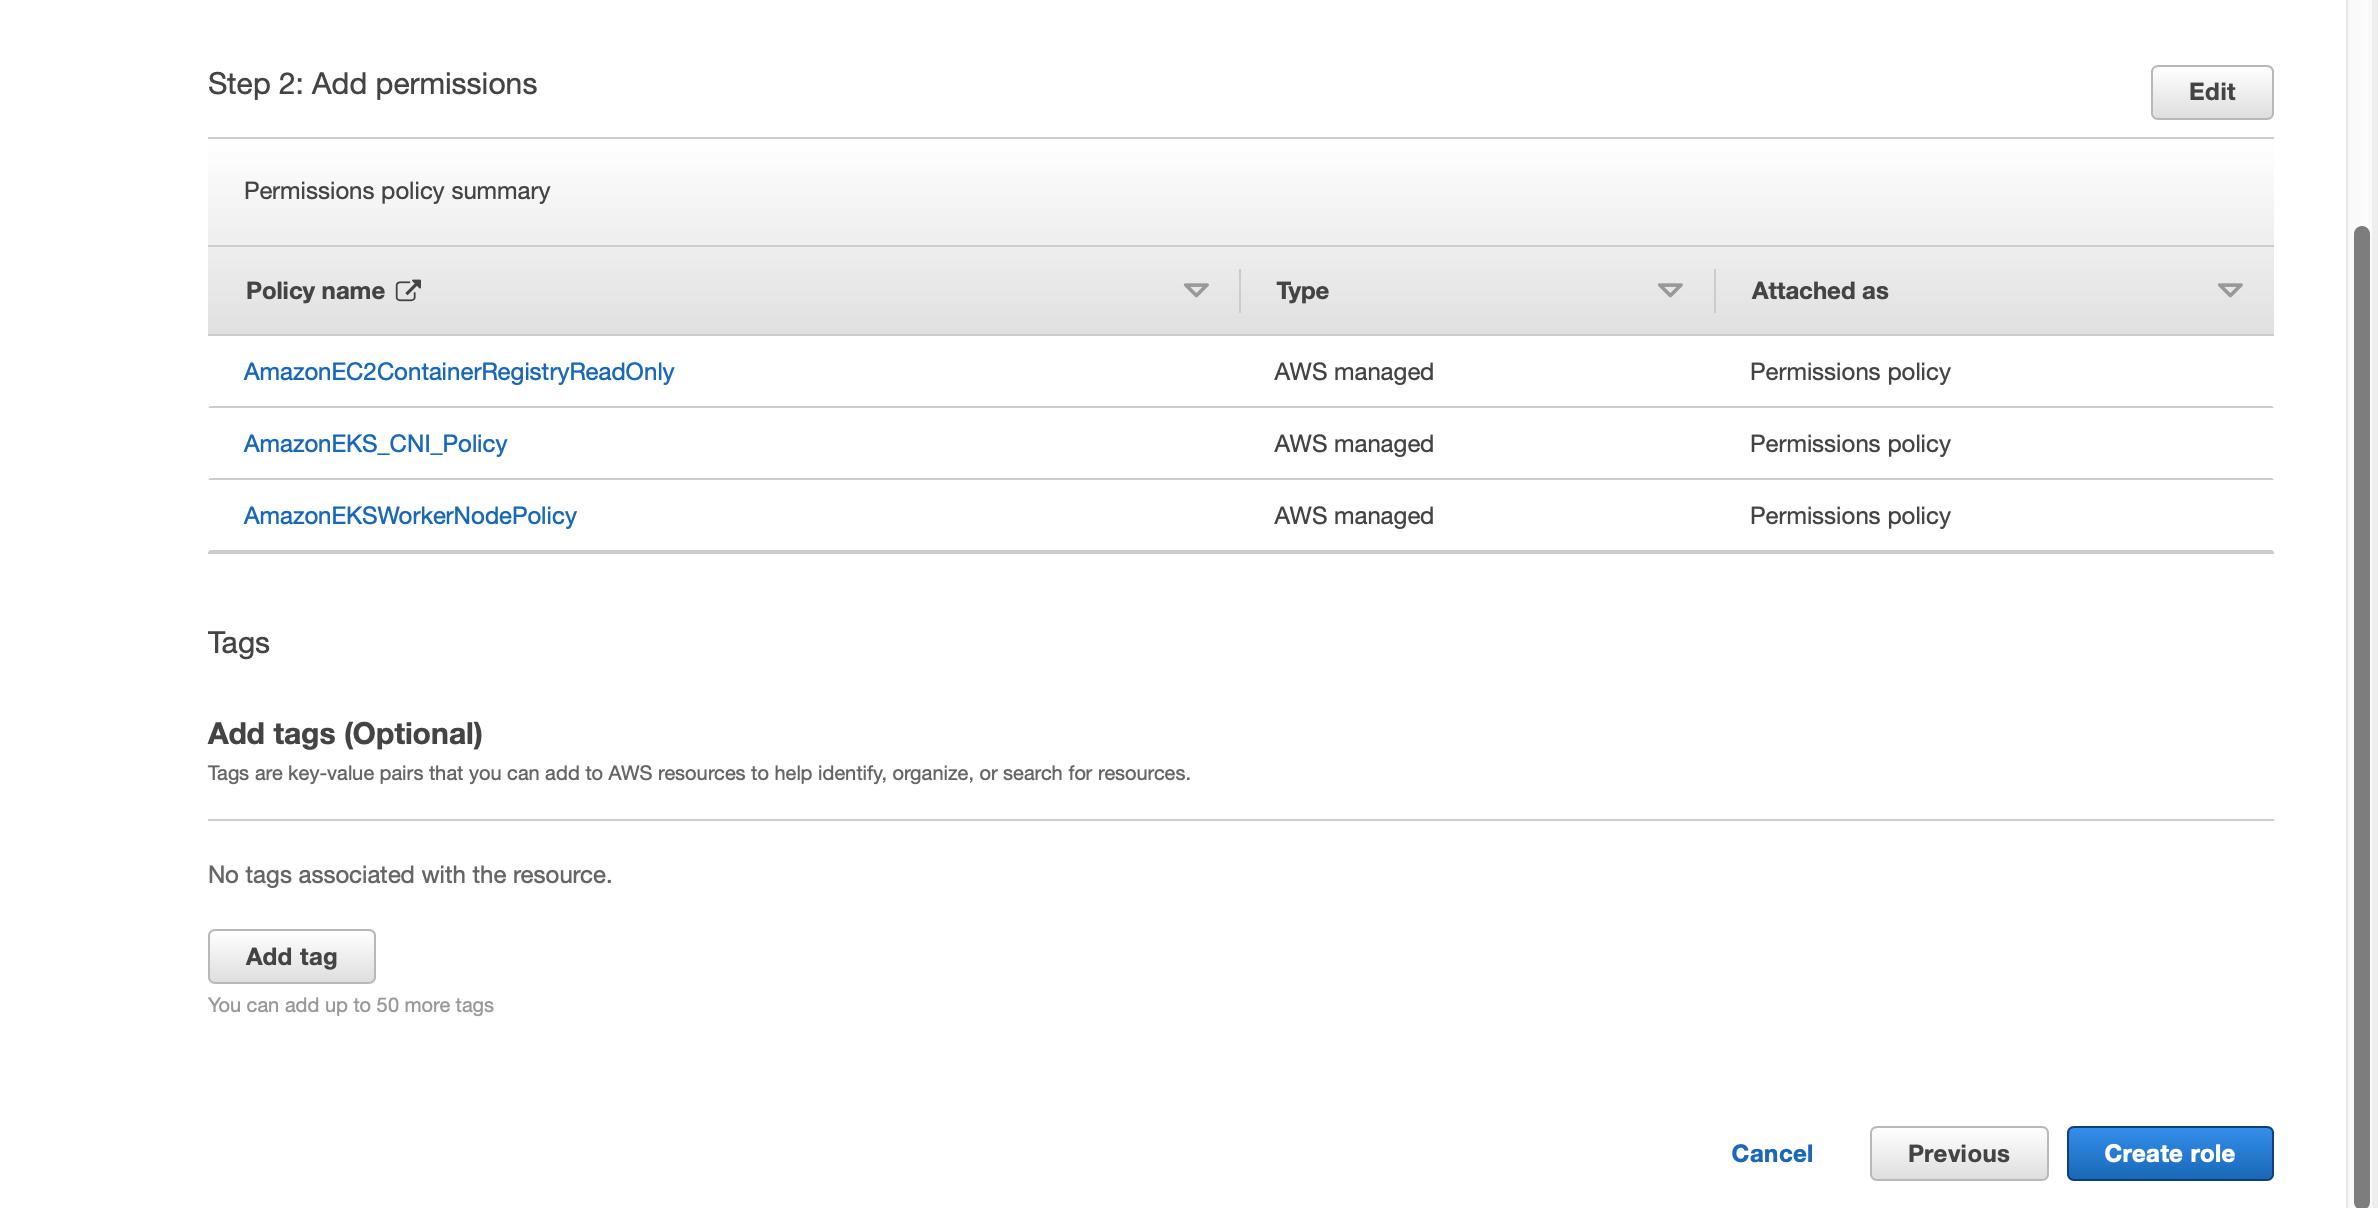 Step 2: Add permissions
Edit
Permissions policy summary
Policy name Type Attached as
AmazonEC2ContainerRegistryReadOnly AWS managed Permissions policy
AmazonEKS_CNI_Policy AWS managed Permissions policy
AmazonEKSWorkerNodePolicy AWS managed Permissions policy
Tags
Add tags (Optional)
Tags are key-value pairs that you can add to AWS resources to help identify, organize, or search for resources.
No tags associated with the resource.
Add tag
You can add up to 50 more tags
Cancel Previous Create role